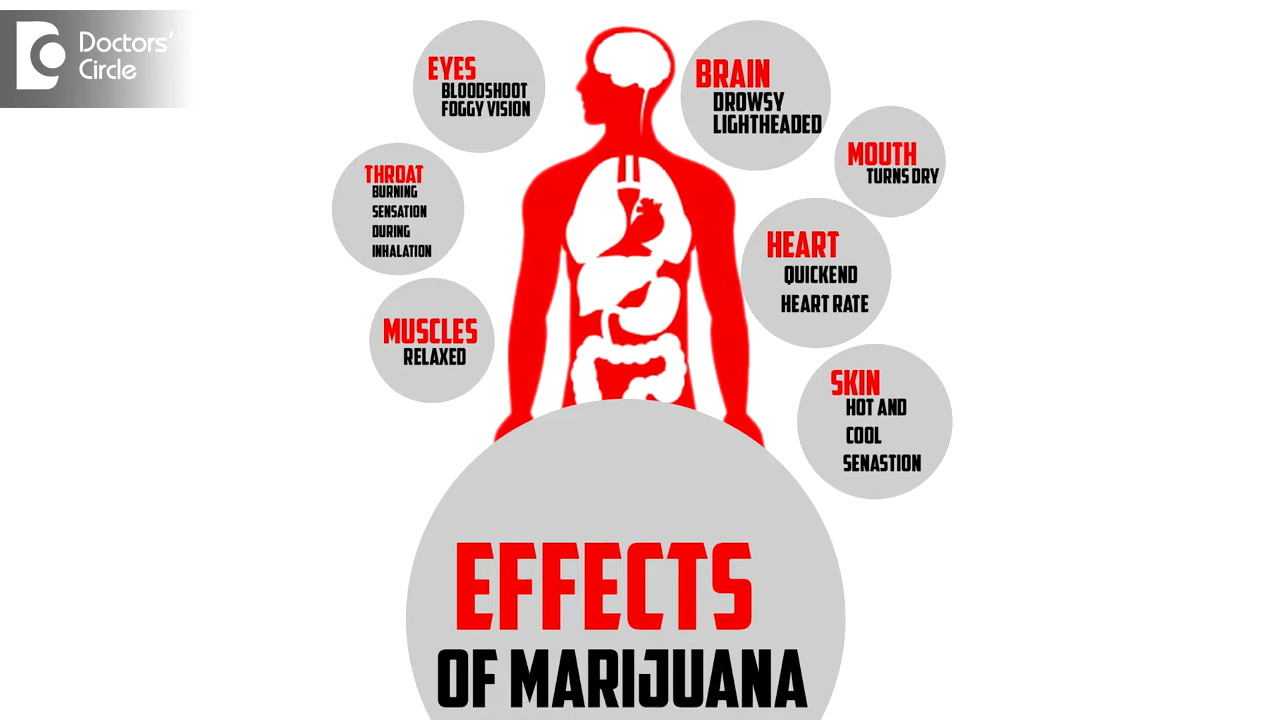 Doctors'
Circle
EYES
BLOODSHOOT
FOGGY VISION
BRAIN
DROWSY
LIGHTHEADED
MOUTH
TURNS DRY
THROAT
BURNING
SENSATION
DURING
INHALATION
HEART
QUICKEND
HEART RATE
MUSCLES
RELAXED
SKIN
HOT AND
COOL
SENASTION
EFFECTS
OF MARIJUANA